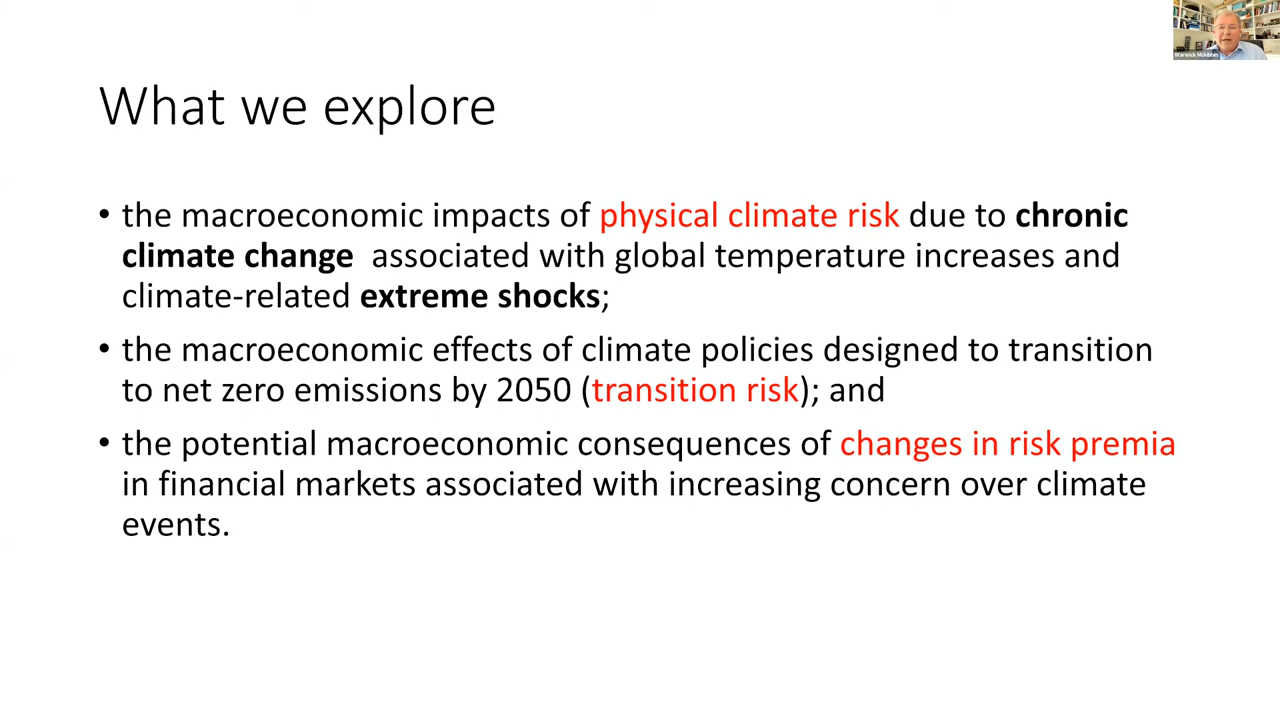 Warwick McKibbin
What we explore
• the macroeconomic impacts of physical climate risk due to chronic
climate change associated with global temperature increases and
climate-related extreme shocks;
• the macroeconomic effects of climate policies designed to transition
to net zero emissions by 2050 (transition risk); and
• the potential macroeconomic consequences of changes in risk premia
in financial markets associated with increasing concern over climate
events.